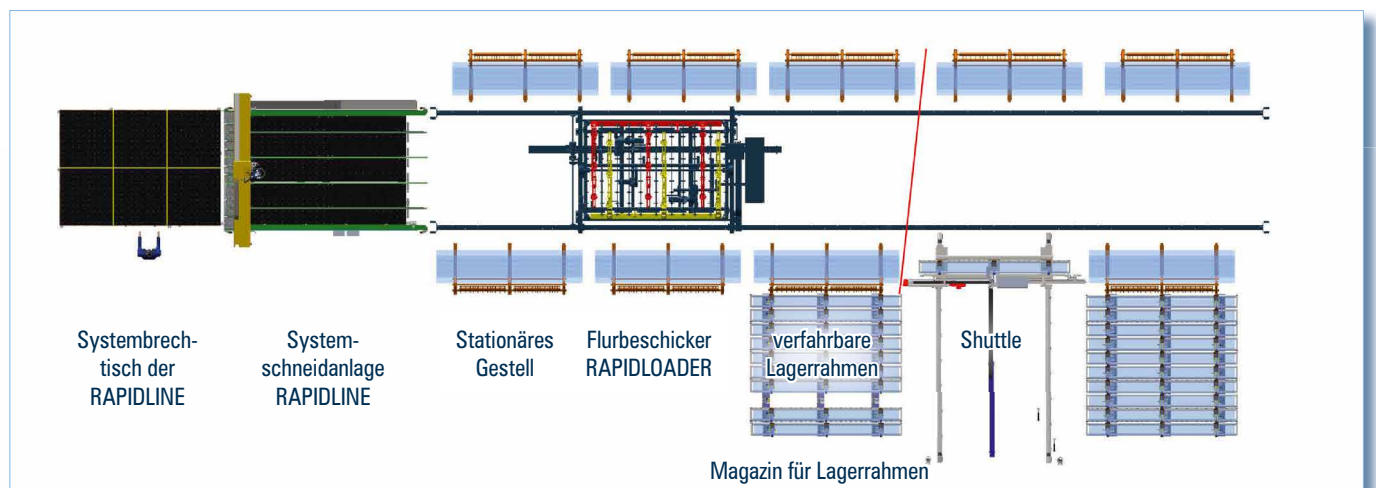 Systembrech-
tisch der
RAPIDLINE
System-
schneidanlage
RAPIDLINE
Stationäres
Gestell
Flurbeschicker
RAPIDLOADER
verfahrbare
Lagerrahmen
Shuttle
Magazin für Lagerrahmen